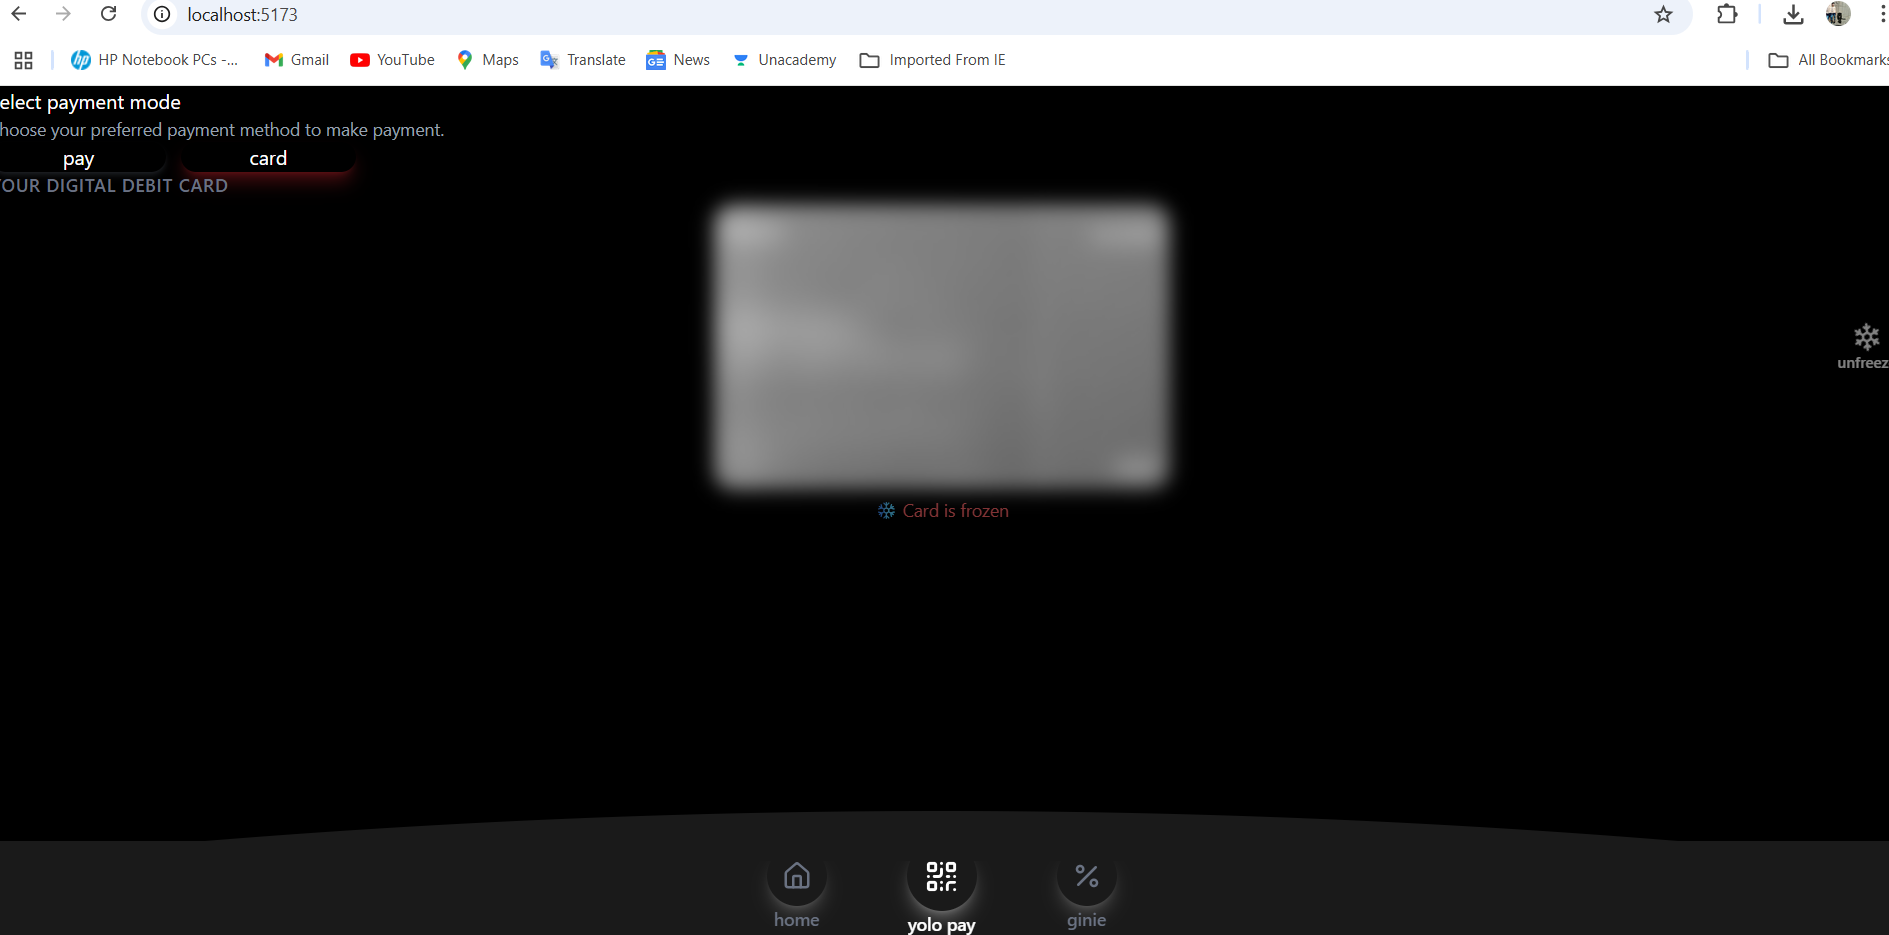 localhost:5173
HP Notebook PCs -... Gmail YouTube Maps Translate News Unacademy Imported From IE All Bookmarks
elect payment mode
hoose your preferred payment method to make payment.
pay card
YOUR DIGITAL DEBIT CARD
unfreez
Card is frozen
home yolo pay ginie